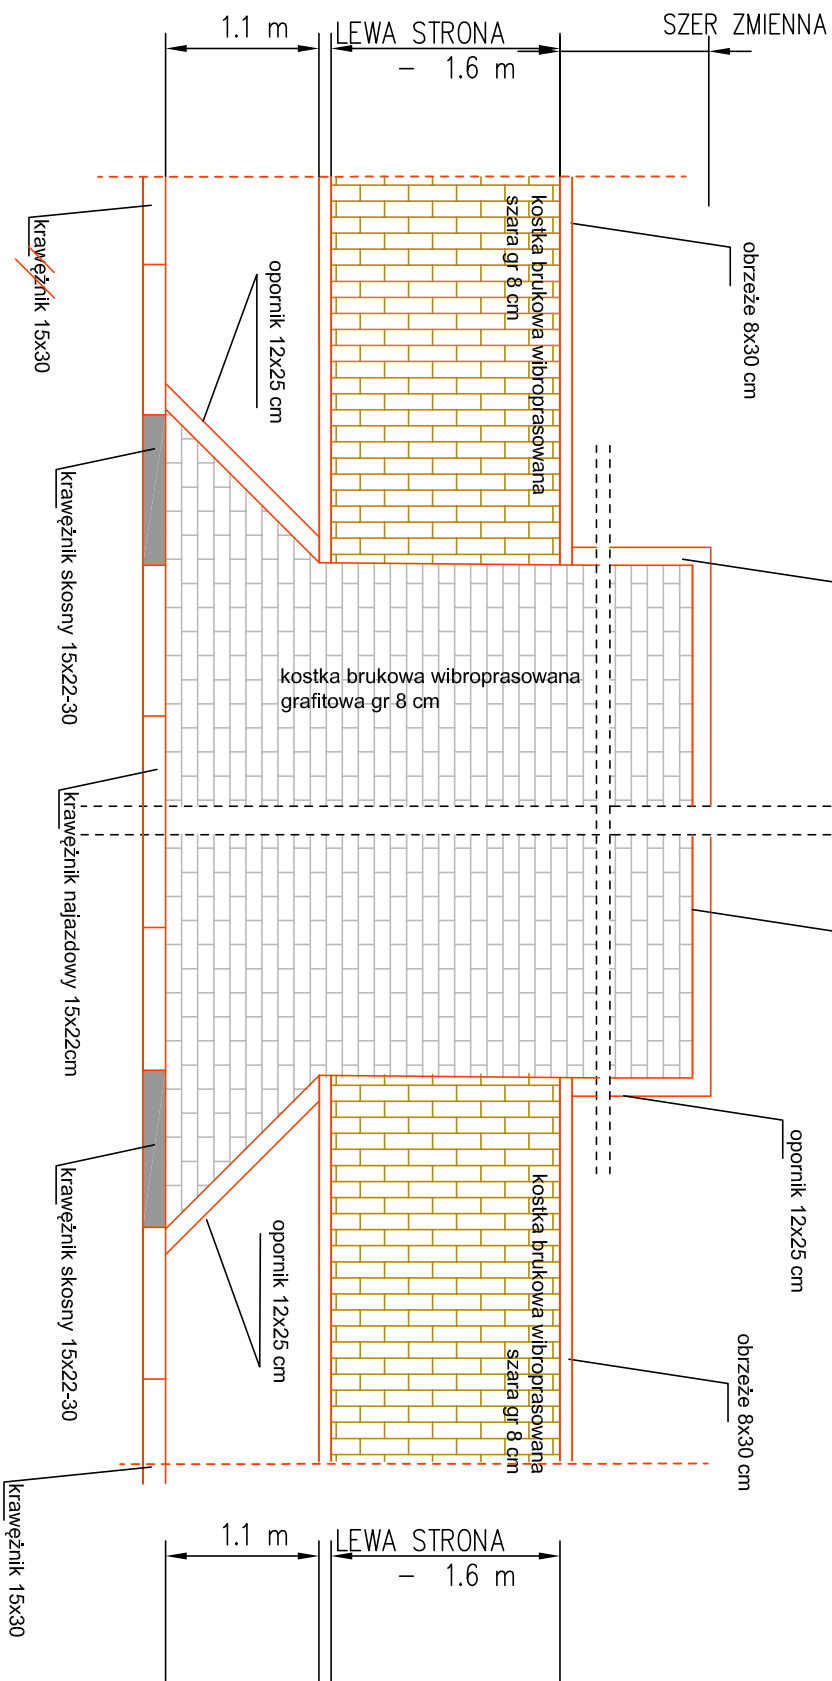 SZER ZMIENNA
1.1 m
LEWA STRONA
– 1.6 m
krawężnik 15x30
opornik 12x25 cm
kostka brukowa wibroprasowana
szara gr 8 cm
obrzeże 8x30 cm
krawężnik skosny 15x22-30
kostka brukowa wibroprasowana
grafitowa gr 8 cm
krawężnik najazdowy 15x22cm
opornik 12x25 cm
krawężnik skosny 15x22-30
opornik 12x25 cm
kostka brukowa wibroprasowana
szara gr 8 cm
obrzeże 8x30 cm
krawężnik 15x30
1.1 m
LEWA STRONA
– 1.6 m